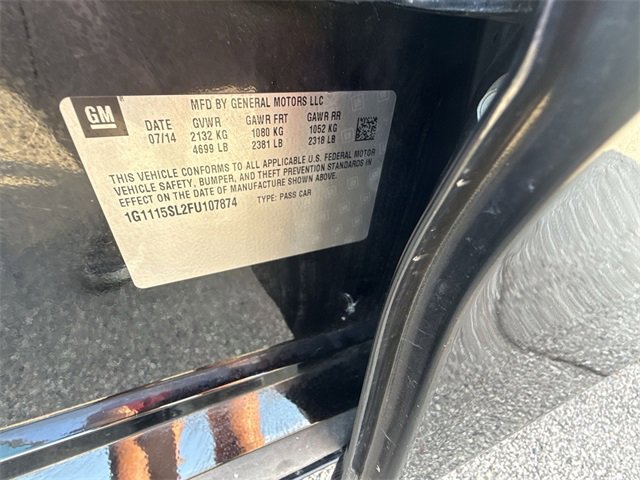 GM
MFD BY GENERAL MOTORS LLC
DATE GVWR GAWR FRT GAWR RR
07/14 2132 KG 1080 KG 1052 KG
4699 LB 2381 LB 2318 LB
THIS VEHICLE CONFORMS TO ALL APPLICABLE U.S. FEDERAL MOTOR
VEHICLE SAFETY, BUMPER, AND THEFT PREVENTION STANDARDS IN
EFFECT ON THE DATE OF MANUFACTURE SHOWN ABOVE.
1G1115SL2FU107874 TYPE: PASS CAR